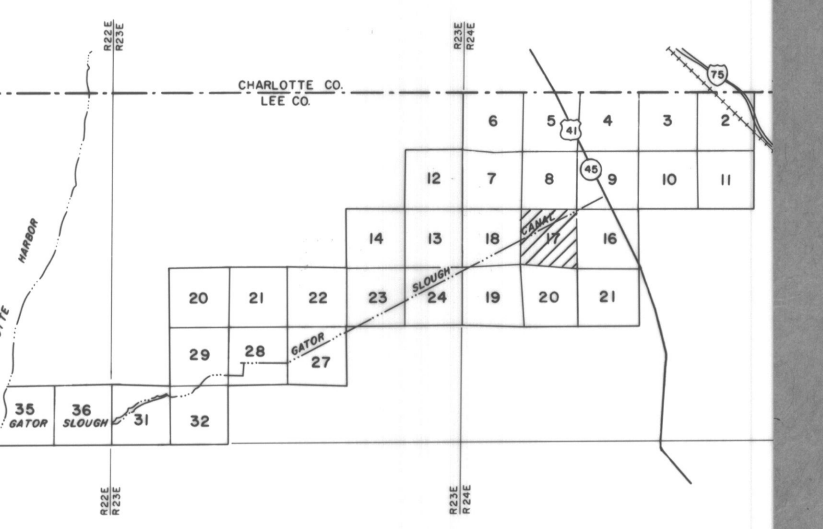 R22E
R23E
R23E
R24E
75
CHARLOTTE CO.
LEE CO.
6 5 4 3 2
41
45
12 7 8 9 10 11
HARBOR
CANAL
14 13 18 17 16
SLOUGH
20 21 22 23 24 19 20 21
TTE
GATOR
29 28 27
35 36 31 32
GATOR SLOUGH
R22E
R23E
R23E
R24E